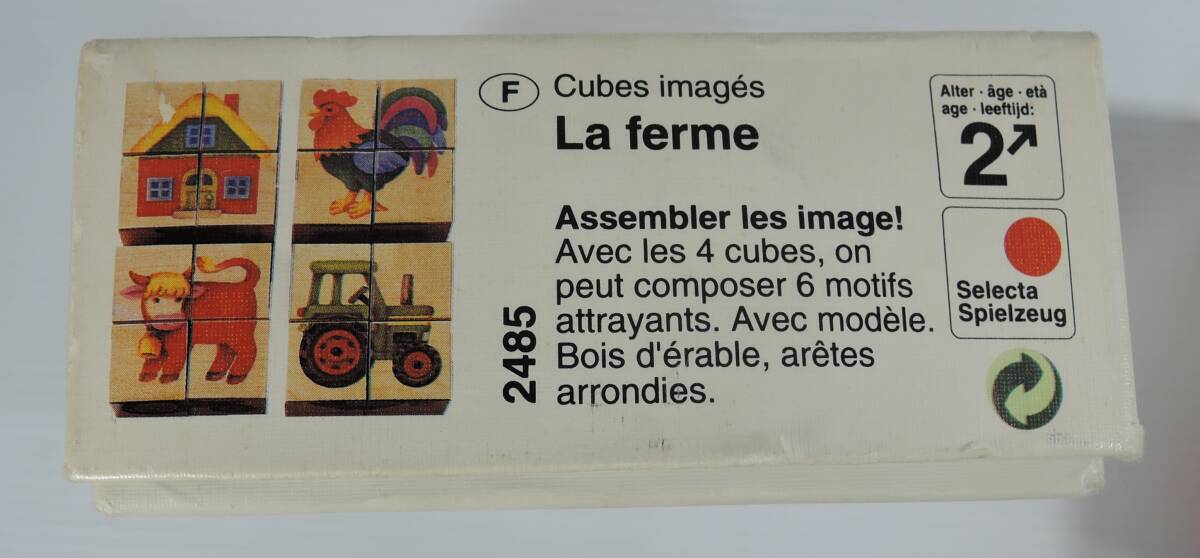 F
Cubes imagés
La ferme
Assembler les image!
Avec les 4 cubes, on
peut composer 6 motifs
attrayants. Avec modèle.
Bois d'érable, arêtes
arrondies.
2485
Alter · âge · età
age · leeftijd:
2
Selecta
Spielzeug